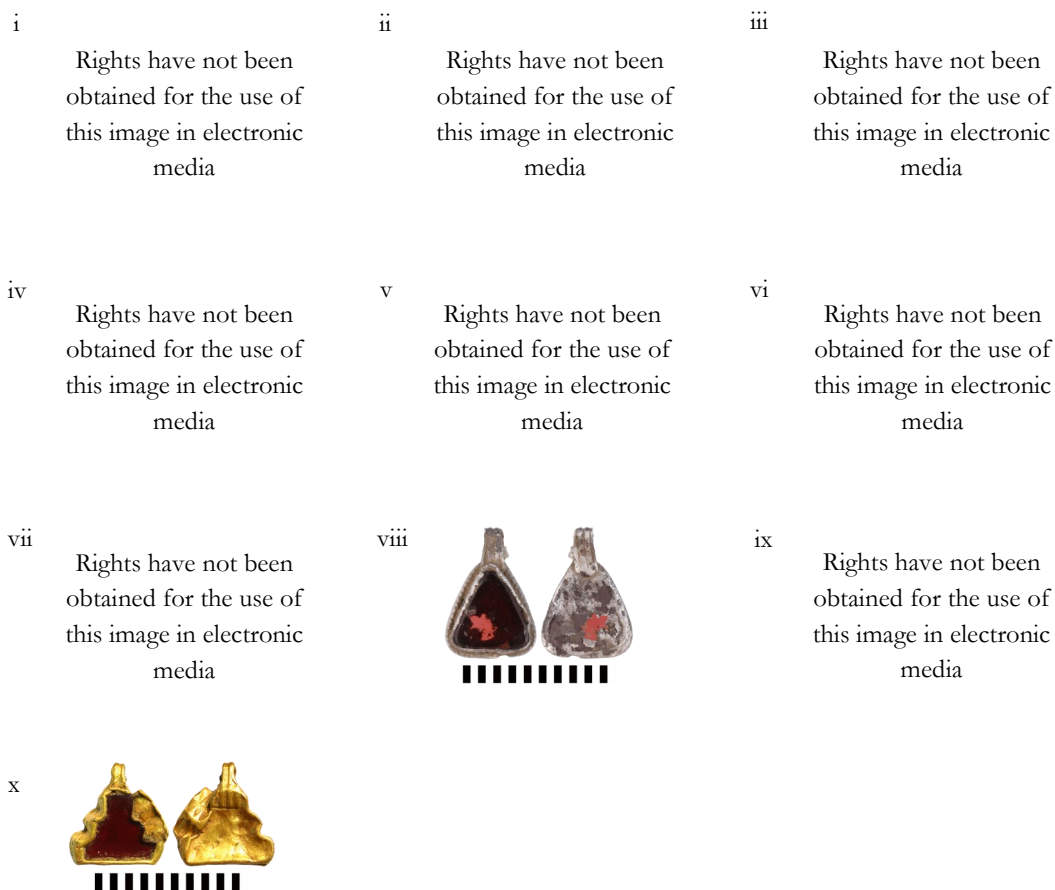 i
Rights have not been
obtained for the use of
this image in electronic
media
ii
Rights have not been
obtained for the use of
this image in electronic
media
iii
Rights have not been
obtained for the use of
this image in electronic
media
iv
Rights have not been
obtained for the use of
this image in electronic
media
v
Rights have not been
obtained for the use of
this image in electronic
media
vi
Rights have not been
obtained for the use of
this image in electronic
media
vii
Rights have not been
obtained for the use of
this image in electronic
media
viii
ix
Rights have not been
obtained for the use of
this image in electronic
media
x